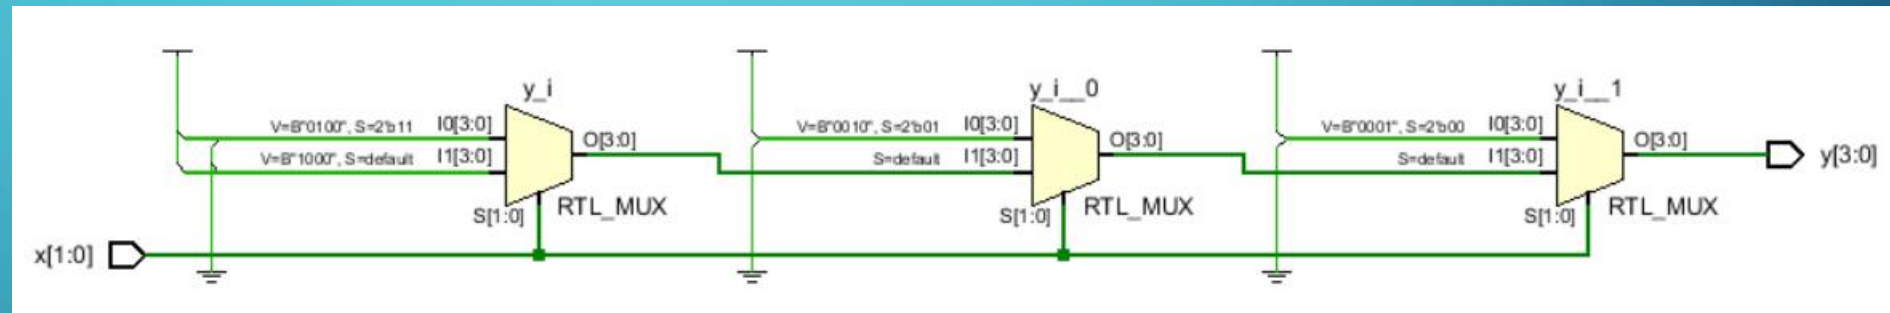 y_i
V=B"0100", S=2'b11 I0[3:0]
V=B"1000", S=default I1[3:0]
O[3:0]
S[1:0]
RTL_MUX
y_i__0
V=B"0010", S=2'b01 I0[3:0]
S=default I1[3:0]
O[3:0]
S[1:0]
RTL_MUX
y_i__1
V=B"0001", S=2'b00 I0[3:0]
S=default I1[3:0]
O[3:0]
S[1:0]
RTL_MUX
x[1:0]
y[3:0]